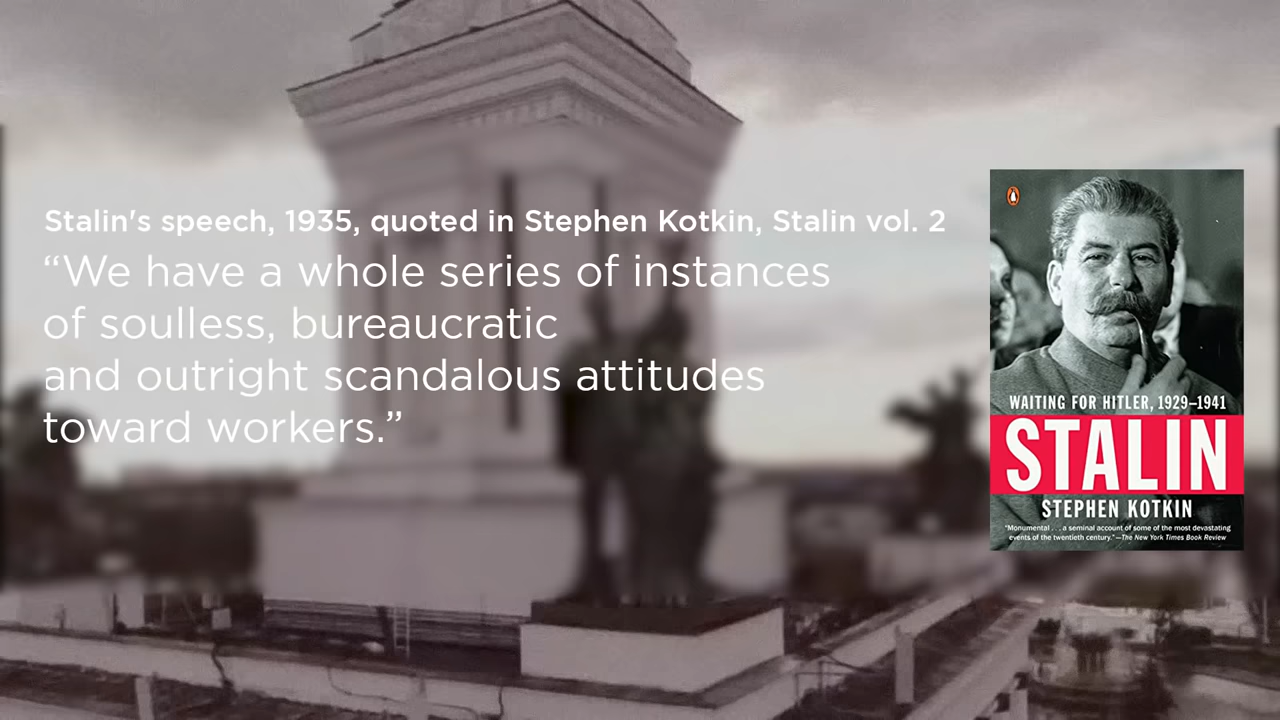 Stalin's speech, 1935, quoted in Stephen Kotkin, Stalin vol. 2
“We have a whole series of instances
of soulless, bureaucratic
and outright scandalous attitudes
toward workers.”
WAITING FOR HITLER, 1929–1941
STALIN
STEPHEN KOTKIN
"Monumental . . . a seminal account of some of the most devastating
events of the twentieth century."—The New York Times Book Review